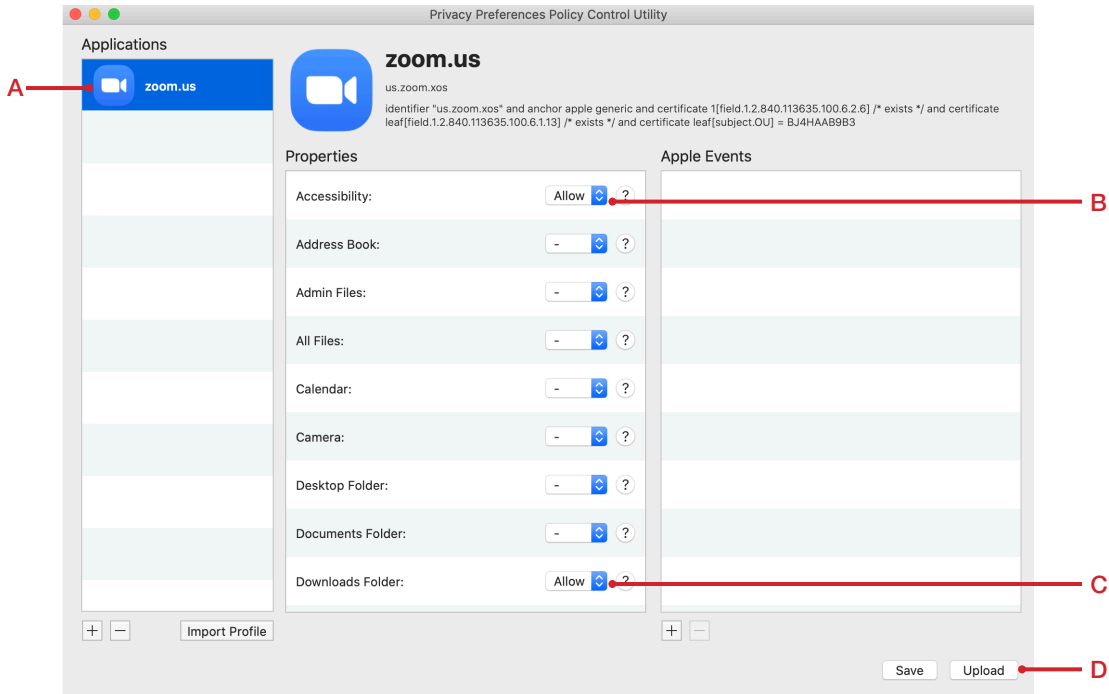 Privacy Preferences Policy Control Utility
Applications
A
zoom.us
zoom.us
us.zoom.xos
identifier "us.zoom.xos" and anchor apple generic and certificate 1[field.1.2.840.113635.100.6.2.6] /* exists */ and certificate
leaf[field.1.2.840.113635.100.6.1.13] /* exists */ and certificate leaf[subject.OU] = BJ4HAAB9B3
Properties
Apple Events
Accessibility: Allow ?
B
Address Book: - ?
Admin Files: - ?
All Files: - ?
Calendar: - ?
Camera: - ?
Desktop Folder: - ?
Documents Folder: - ?
Downloads Folder: Allow ?
C
+ − Import Profile
+ −
Save Upload
D